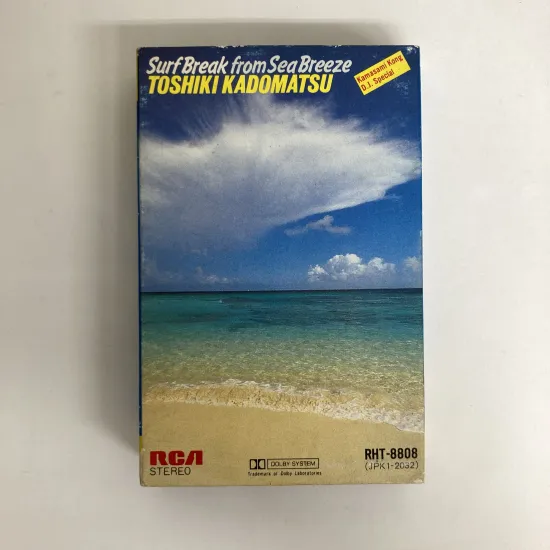 Surf Break from Sea Breeze
TOSHIKI KADOMATSU
Kamasami Kong
D.J. Special
RCA
STEREO
DOLBY SYSTEM
Trademark of Dolby Laboratories
RHT-8808
(JPK1-2032)